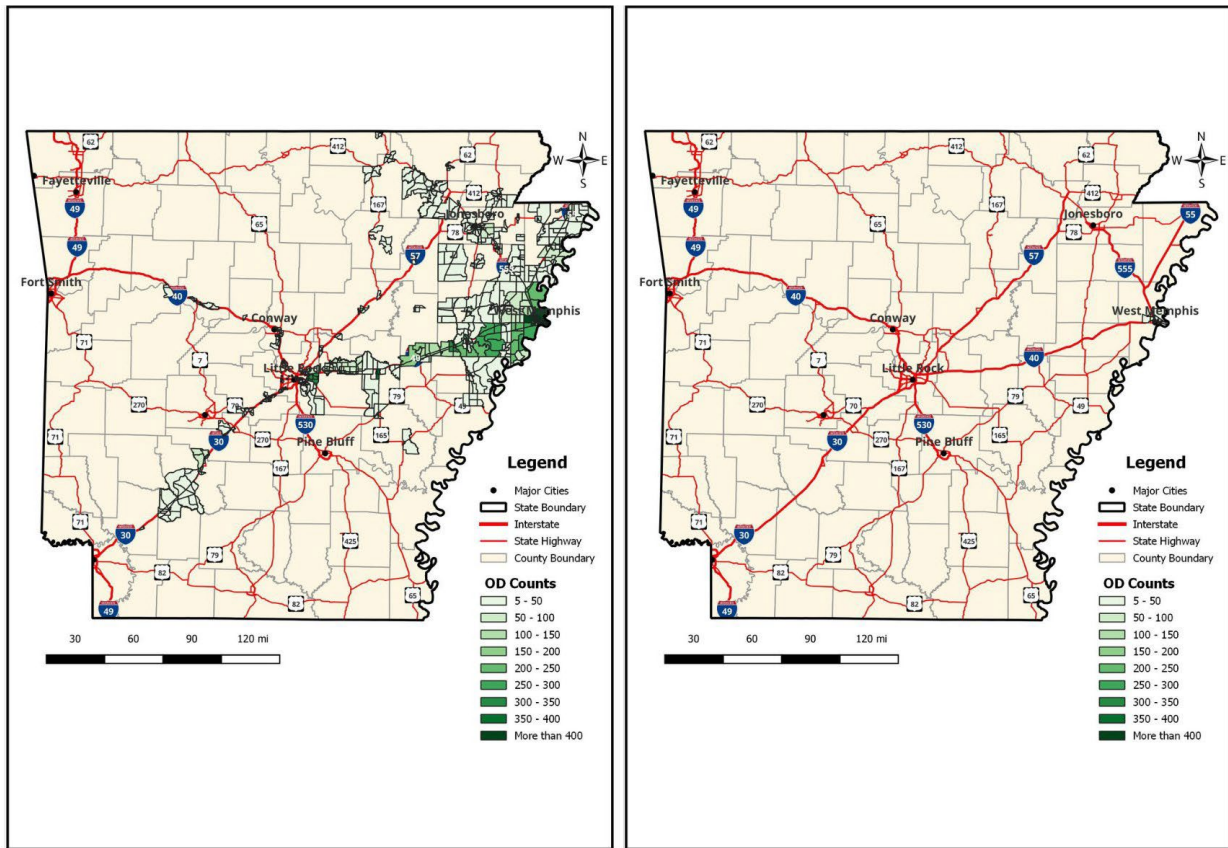 62
412
62
N
W E
S
Fayetteville
412
49
167
Jonesboro
65
78
49
57
555
Fort Smith
40
West Memphis
Conway
71
7
Little Rock
79
70
49
270
30
270
530
165
71
Pine Bluff
167
Legend
Major Cities
State Boundary
Interstate
State Highway
County Boundary
71
30
425
79
82
65
82
49
OD Counts
5 - 50
50 - 100
100 - 150
150 - 200
200 - 250
250 - 300
300 - 350
350 - 400
More than 400
30 60 90 120 mi
62
412
62
N
W E
S
Fayetteville
412
49
167
Jonesboro
55
65
78
49
57
555
Fort Smith
40
West Memphis
Conway
71
40
7
Little Rock
79
70
49
270
30
270
530
165
71
Pine Bluff
167
Legend
Major Cities
State Boundary
Interstate
State Highway
County Boundary
71
30
425
79
82
65
82
49
OD Counts
5 - 50
50 - 100
100 - 150
150 - 200
200 - 250
250 - 300
300 - 350
350 - 400
More than 400
30 60 90 120 mi